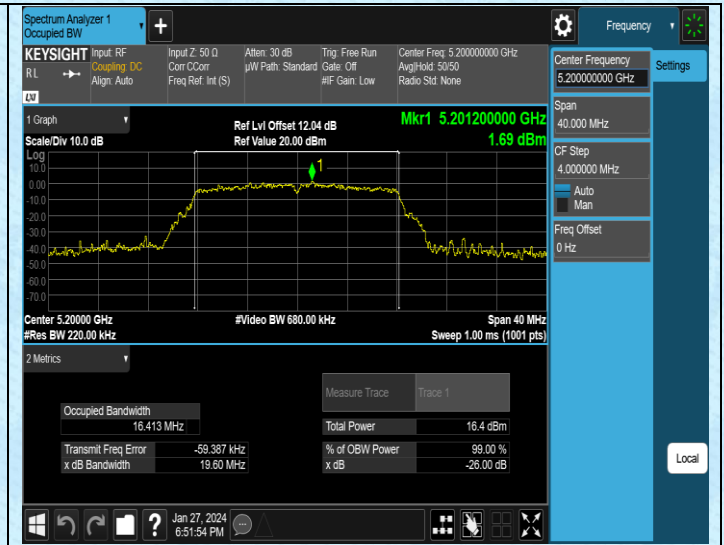 Spectrum Analyzer 1
Occupied BW
+
Frequency
KEYSIGHT
RL
LXI
Input: RF
Coupling: DC
Align: Auto
Input Z: 50 Ω
Corr CCorr
Freq Ref: Int (S)
Atten: 30 dB
µW Path: Standard
Trig: Free Run
Gate: Off
#IF Gain: Low
Center Freq: 5.200000000 GHz
Avg|Hold: 50/50
Radio Std: None
Center Frequency
5.200000000 GHz
Settings
Span
40.000 MHz
CF Step
4.000000 MHz
Auto
Man
Freq Offset
0 Hz
1 Graph
Scale/Div 10.0 dB
Ref Lvl Offset 12.04 dB
Ref Value 20.00 dBm
Mkr1 5.201200000 GHz
1.69 dBm
Log
10.0
0.00
-10.0
-20.0
-30.0
-40.0
-50.0
-60.0
-70.0
1
Center 5.20000 GHz
#Res BW 220.00 kHz
#Video BW 680.00 kHz
Span 40 MHz
Sweep 1.00 ms (1001 pts)
2 Metrics
Measure Trace
Trace 1
Occupied Bandwidth
16.413 MHz
Total Power
16.4 dBm
Transmit Freq Error
-59.387 kHz
% of OBW Power
99.00 %
x dB Bandwidth
19.60 MHz
x dB
-26.00 dB
Local
?
Jan 27, 2024
6:51:54 PM